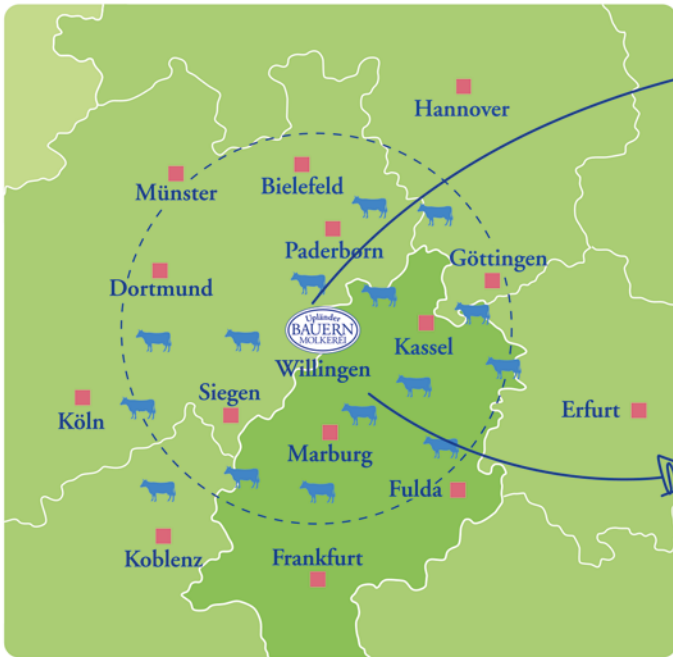 Hannover
Bielefeld
Münster
Paderborn
Göttingen
Dortmund
Upländer
BAUERN
MOLKEREI
Kassel
Willingen
Siegen
Köln
Erfurt
Marburg
Fulda
Koblenz
Frankfurt